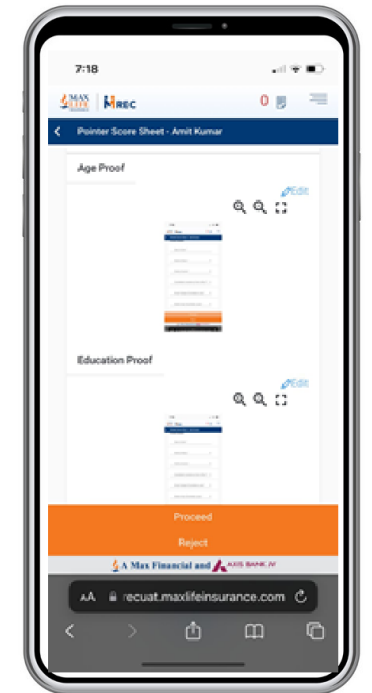 7:18
MAX LIFE INSURANCE MREC 0
Pointer Score Sheet - Amit Kumar
Age Proof
Edit
Education Proof
Edit
Proceed
Reject
A Max Financial and AXIS BANK JV
AA recuat.maxlifeinsurance.com